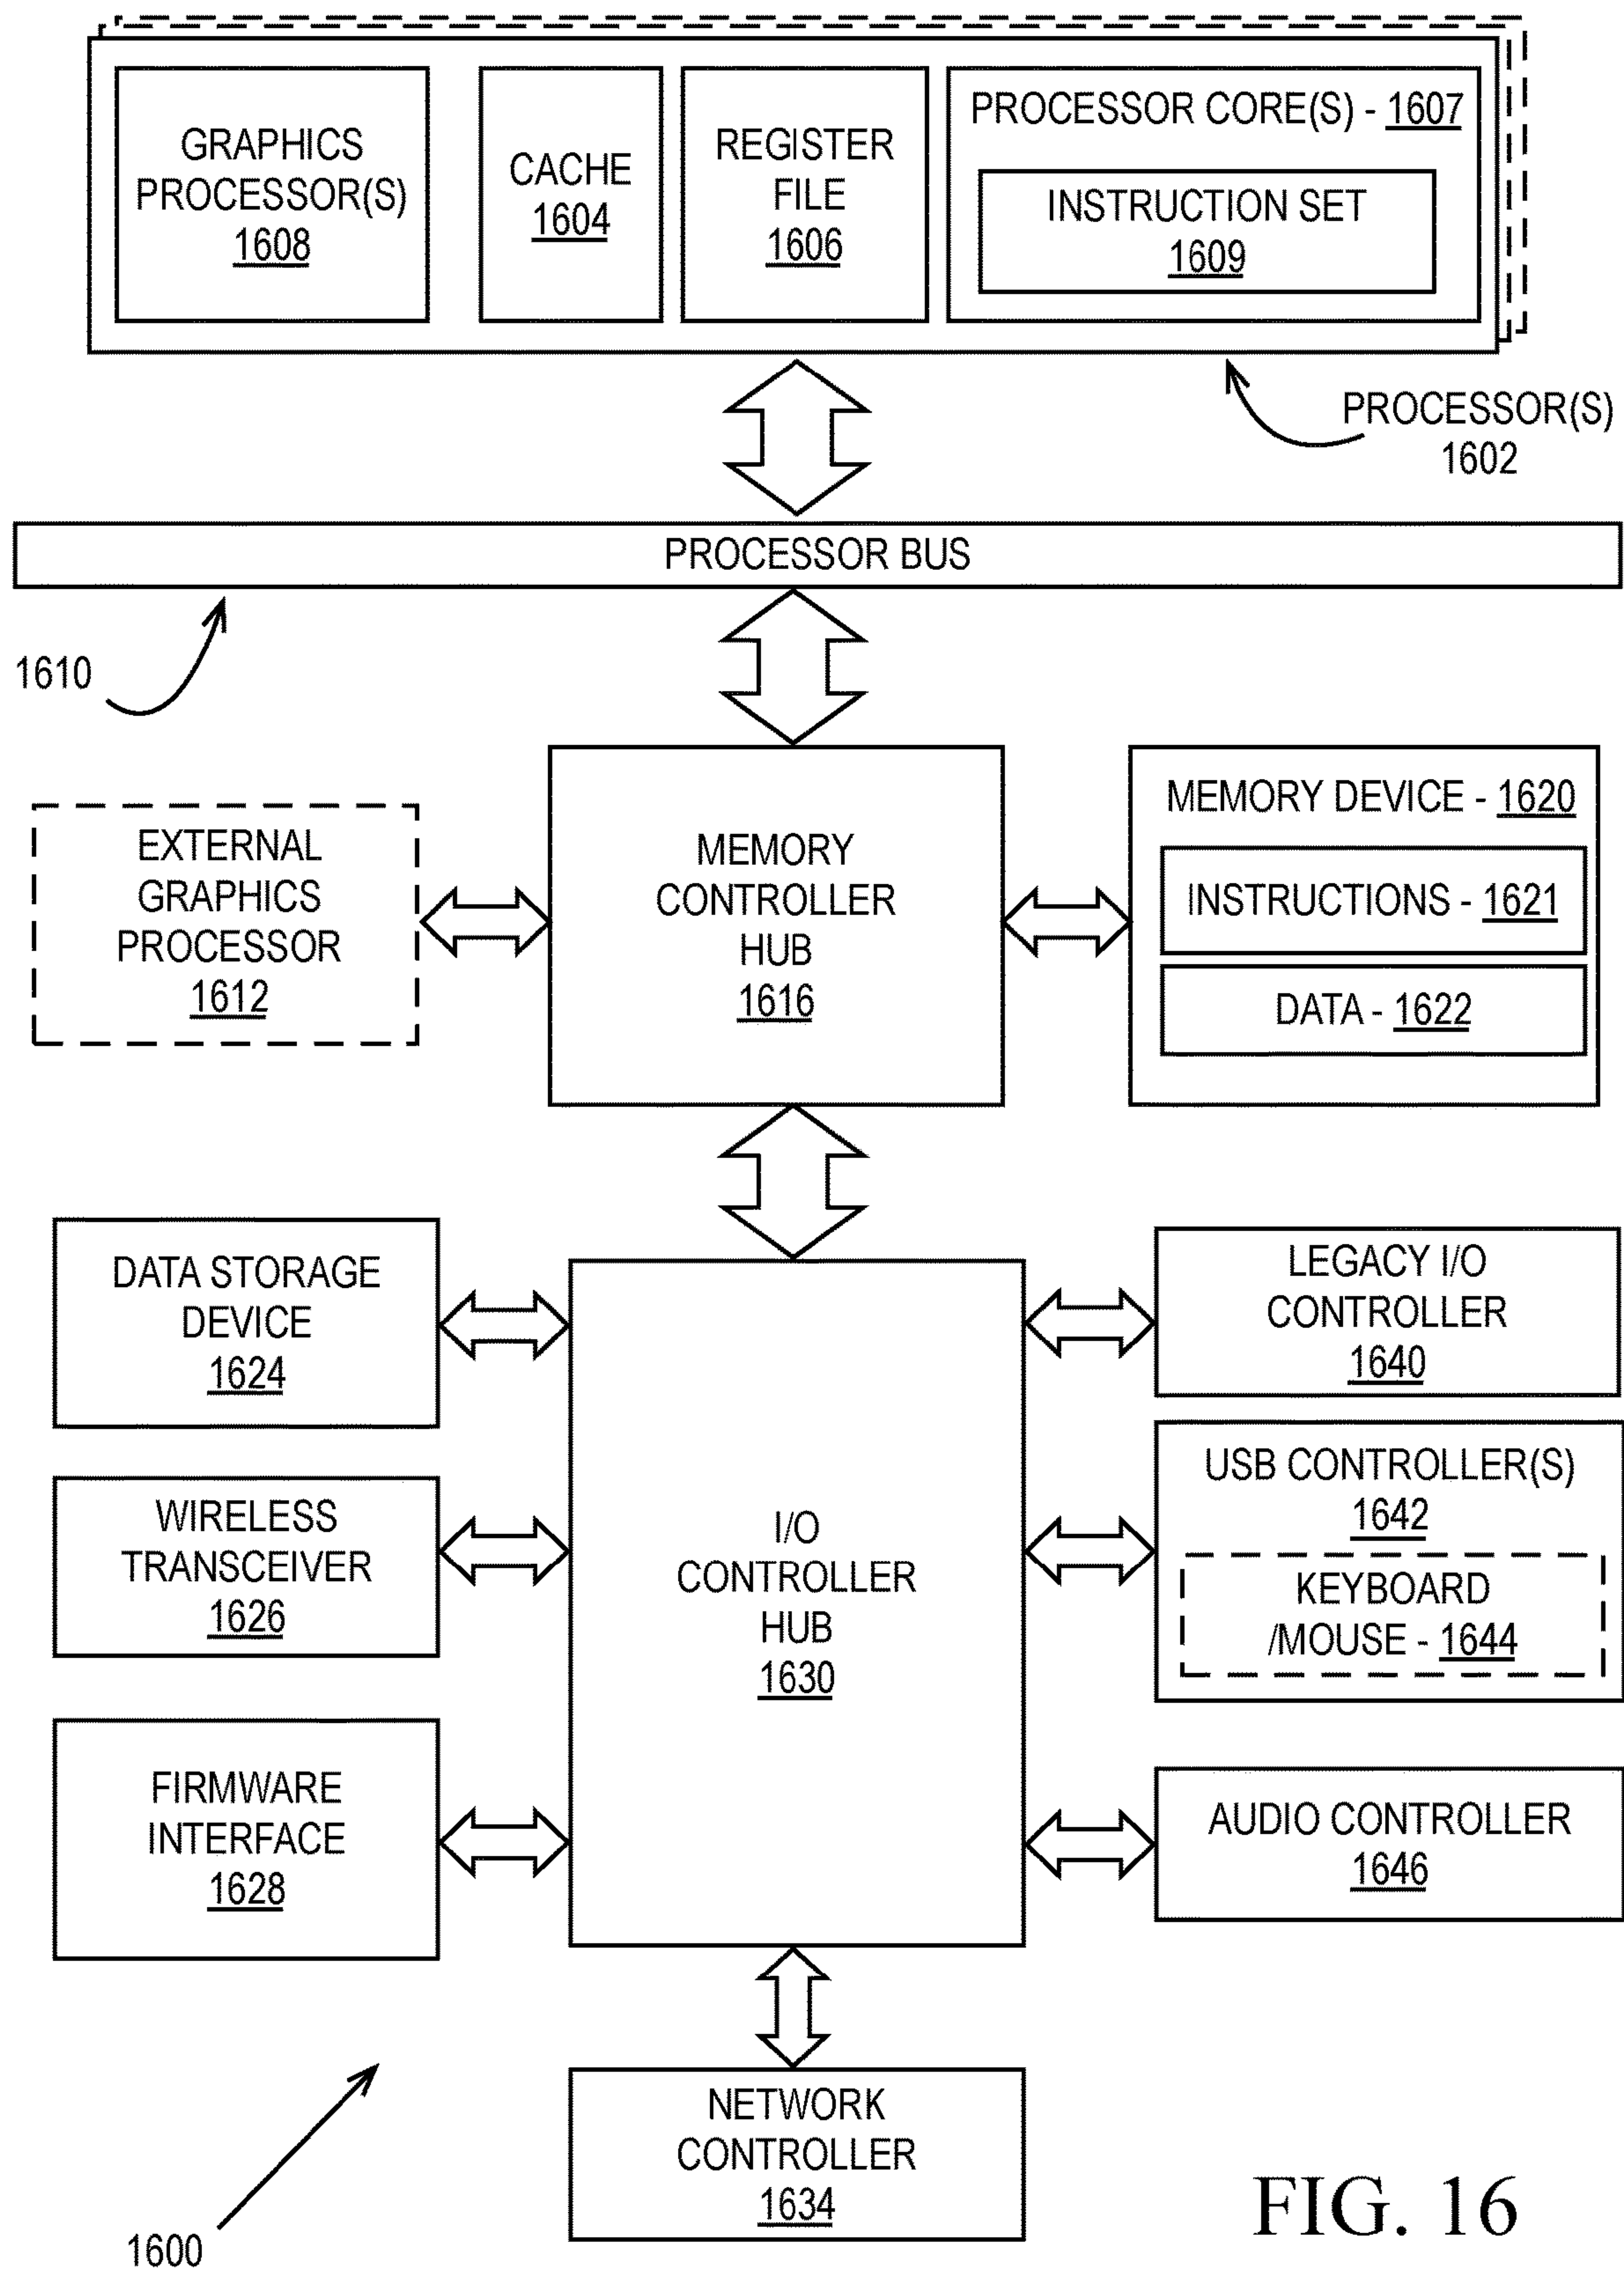 GRAPHICS
PROCESSOR(S)
1608
CACHE
1604
REGISTER
FILE
1606
PROCESSOR CORE(S) - 1607
INSTRUCTION SET
1609
PROCESSOR(S)
1602
PROCESSOR BUS
1610
EXTERNAL
GRAPHICS
PROCESSOR
1612
MEMORY
CONTROLLER
HUB
1616
MEMORY DEVICE - 1620
INSTRUCTIONS - 1621
DATA - 1622
DATA STORAGE
DEVICE
1624
WIRELESS
TRANSCEIVER
1626
FIRMWARE
INTERFACE
1628
I/O
CONTROLLER
HUB
1630
LEGACY I/O
CONTROLLER
1640
USB CONTROLLER(S)
1642
KEYBOARD
/MOUSE - 1644
AUDIO CONTROLLER
1646
NETWORK
CONTROLLER
1634
1600
FIG. 16